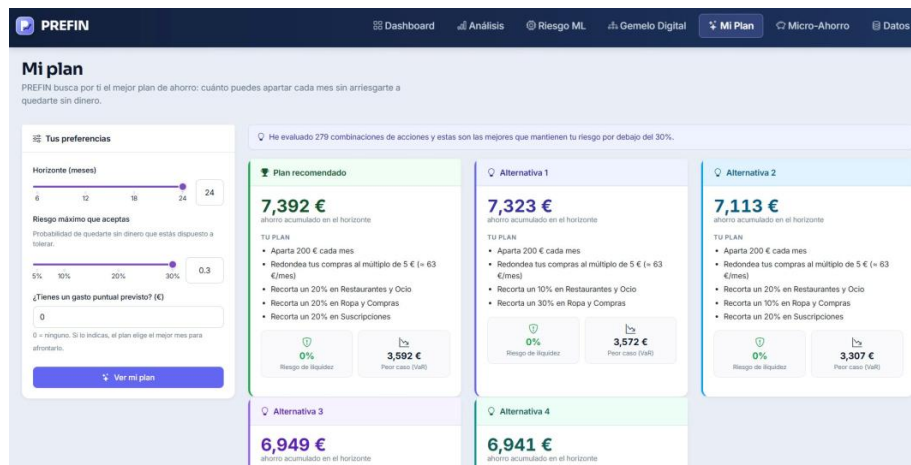 PREFIN
Dashboard
Análisis
Riesgo ML
Gemelo Digital
Mi Plan
Micro-Ahorro
Datos
Mi plan
PREFIN busca por ti el mejor plan de ahorro: cuánto puedes apartar cada mes sin arriesgarte a
quedarte sin dinero.
Tus preferencias
Horizonte (meses)
24
6 12 18 24
Riesgo máximo que aceptas
Probabilidad de quedarte sin dinero que estás dispuesto a
tolerar.
0.3
5% 10% 20% 30%
¿Tienes un gasto puntual previsto? (€)
0
0 = ninguno. Si lo indicas, el plan elige el mejor mes para
afrontarlo.
Ver mi plan
He evaluado 279 combinaciones de acciones y estas son las mejores que mantienen tu riesgo por debajo del 30%.
Plan recomendado
7,392 €
ahorro acumulado en el horizonte
TU PLAN
• Aparta 200 € cada mes
• Redondea tus compras al múltiplo de 5 € (≈ 63
€/mes)
• Recorta un 20% en Restaurantes y Ocio
• Recorta un 20% en Ropa y Compras
• Recorta un 20% en Suscripciones
0%
Riesgo de liquidez
3,592 €
Peor caso (VaR)
Alternativa 1
7,323 €
ahorro acumulado en el horizonte
TU PLAN
• Aparta 200 € cada mes
• Redondea tus compras al múltiplo de 5 € (≈ 63
€/mes)
• Recorta un 10% en Restaurantes y Ocio
• Recorta un 30% en Ropa y Compras
0%
Riesgo de liquidez
3,572 €
Peor caso (VaR)
Alternativa 2
7,113 €
ahorro acumulado en el horizonte
TU PLAN
• Aparta 200 € cada mes
• Redondea tus compras al múltiplo de 5 € (≈ 63
€/mes)
• Recorta un 20% en Restaurantes y Ocio
• Recorta un 10% en Ropa y Compras
• Recorta un 20% en Suscripciones
0%
Riesgo de liquidez
3,307 €
Peor caso (VaR)
Alternativa 3
6,949 €
ahorro acumulado en el horizonte
Alternativa 4
6,941 €
ahorro acumulado en el horizonte